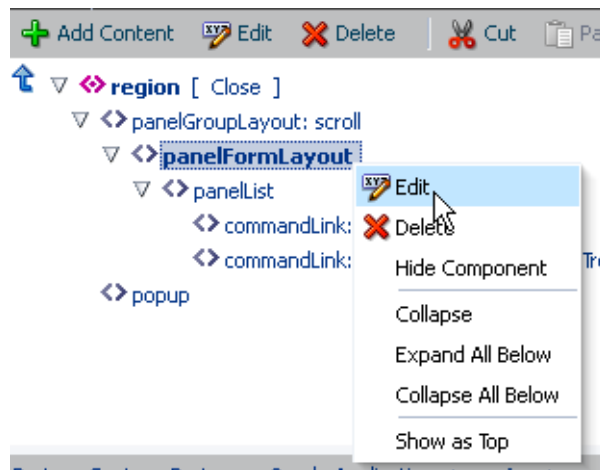 Add Content Edit Delete Cut
region [ Close ]
panelGroupLayout: scroll
panelFormLayout
panelList
commandLink:
commandLink:
popup
Edit
Delete
Hide Component
Collapse
Expand All Below
Collapse All Below
Show as Top